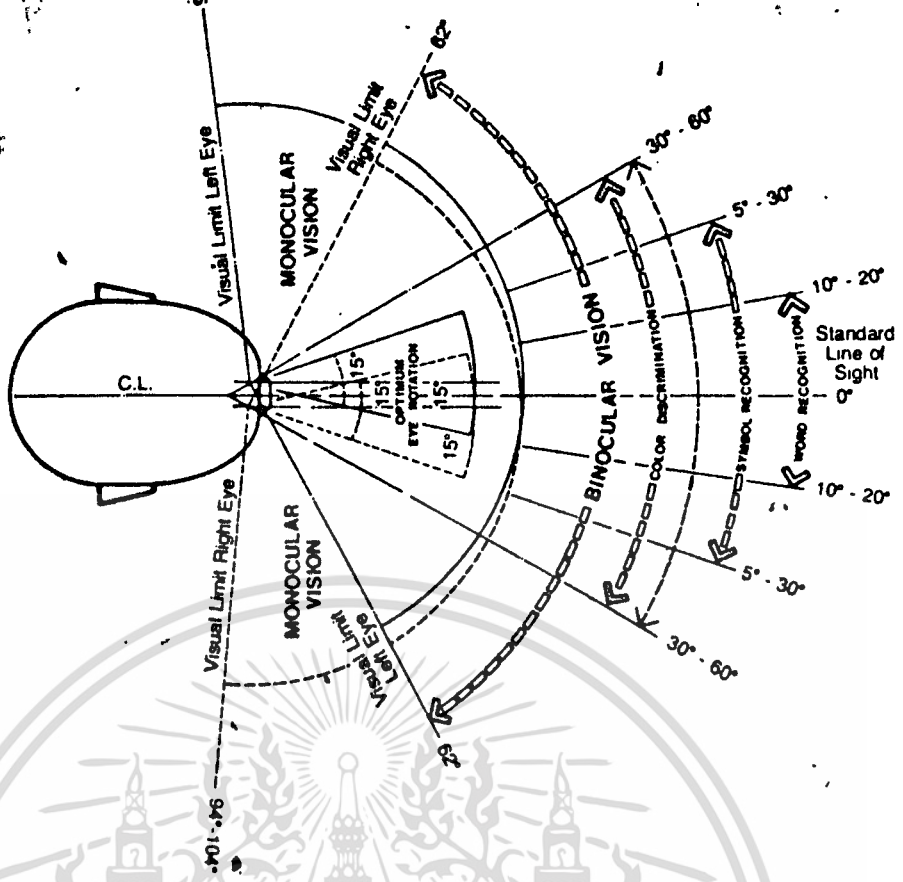 Visual Limit Left Eye
MONOCULAR
VISION
Visual Limit
Right Eye
62°
30° - 60°
5° - 30°
10° - 20°
Standard
Line of
Sight
0°
C.L.
15°
15°
15°
15°
OPTIMUM
EYE ROTATION
BINOCULAR VISION
COLOR DISCRIMINATION
SYMBOL RECOGNITION
WORD RECOGNITION
10° - 20°
5° - 30°
30° - 60°
62°
Visual Limit
Left Eye
MONOCULAR
VISION
Visual Limit Right Eye
94°-104°